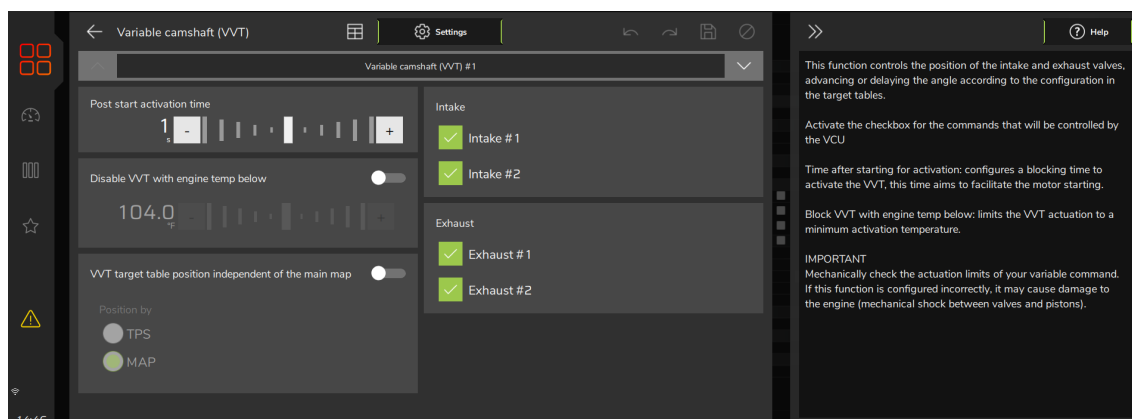 Variable camshaft (VVT)
Settings
Help
Variable camshaft (VVT) #1
Post start activation time
1
s
-
+
Disable VVT with engine temp below
104.0
°F
-
+
VVT target table position independent of the main map
Position by
TPS
MAP
Intake
Intake #1
Intake #2
Exhaust
Exhaust #1
Exhaust #2
This function controls the position of the intake and exhaust valves,
advancing or delaying the angle according to the configuration in
the target tables.
Activate the checkbox for the commands that will be controlled by
the VCU
Time after starting for activation: configures a blocking time to
activate the VVT, this time aims to facilitate the motor starting.
Block VVT with engine temp below: limits the VVT actuation to a
minimum activation temperature.
IMPORTANT
Mechanically check the actuation limits of your variable command.
If this function is configured incorrectly, it may cause damage to
the engine (mechanical shock between valves and pistons).